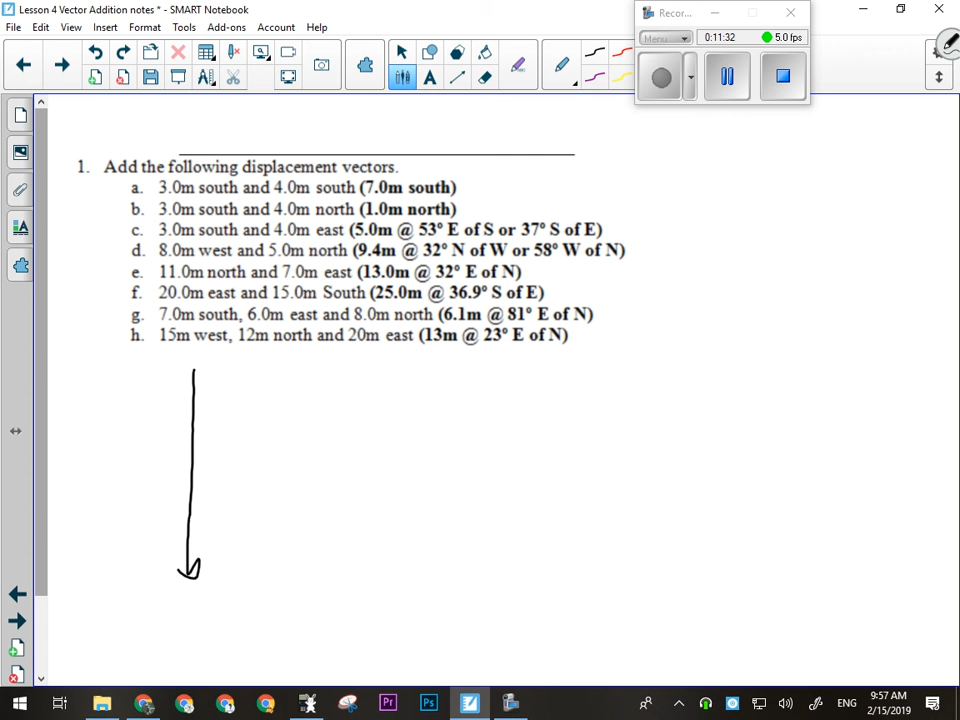 Lesson 4 Vector Addition notes * - SMART Notebook
File Edit View Insert Format Tools Add-ons Account Help
Recor...
Menu 0:11:32 5.0 fps
1. Add the following displacement vectors.
a. 3.0m south and 4.0m south (7.0m south)
b. 3.0m south and 4.0m north (1.0m north)
c. 3.0m south and 4.0m east (5.0m @ 53° E of S or 37° S of E)
d. 8.0m west and 5.0m north (9.4m @ 32° N of W or 58° W of N)
e. 11.0m north and 7.0m east (13.0m @ 32° E of N)
f. 20.0m east and 15.0m South (25.0m @ 36.9° S of E)
g. 7.0m south, 6.0m east and 8.0m north (6.1m @ 81° E of N)
h. 15m west, 12m north and 20m east (13m @ 23° E of N)
Pr Ps ENG 9:57 AM
2/15/2019